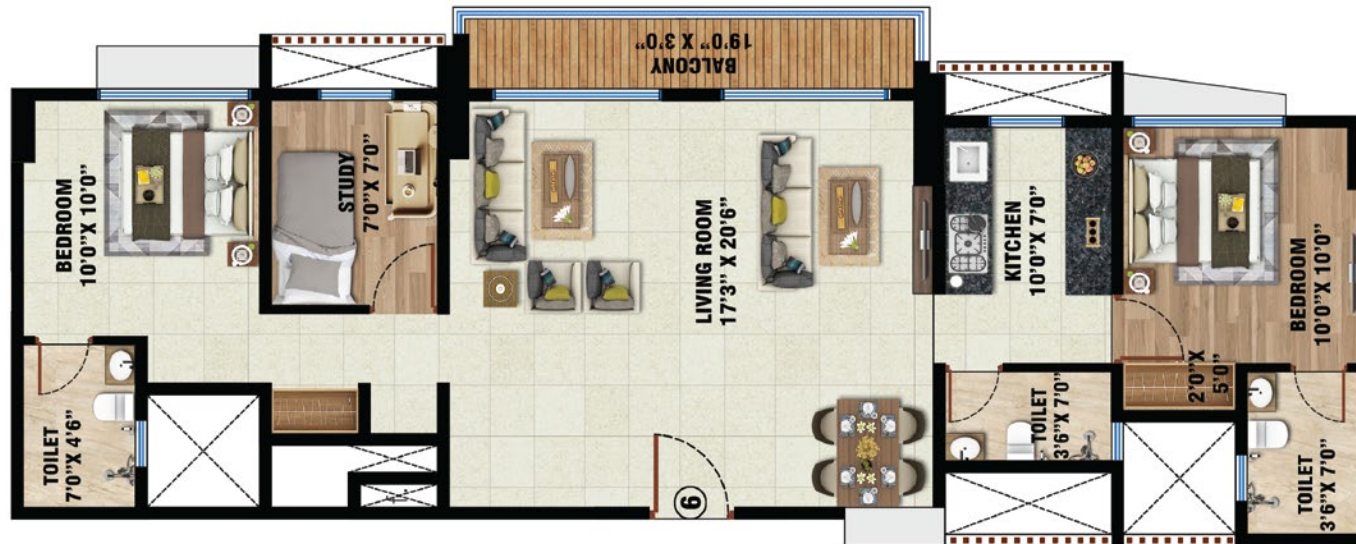 BALCONY
19'0" X 3'0"
BEDROOM
10'0" X 10'0"
STUDY
7'0" X 7'0"
LIVING ROOM
17'3" X 20'6"
KITCHEN
10'0" X 7'0"
BEDROOM
10'0" X 10'0"
TOILET
7'0" X 4'6"
TOILET
3'6" X 7'0"
2'0" X
5'0"
TOILET
3'6" X 7'0"
6